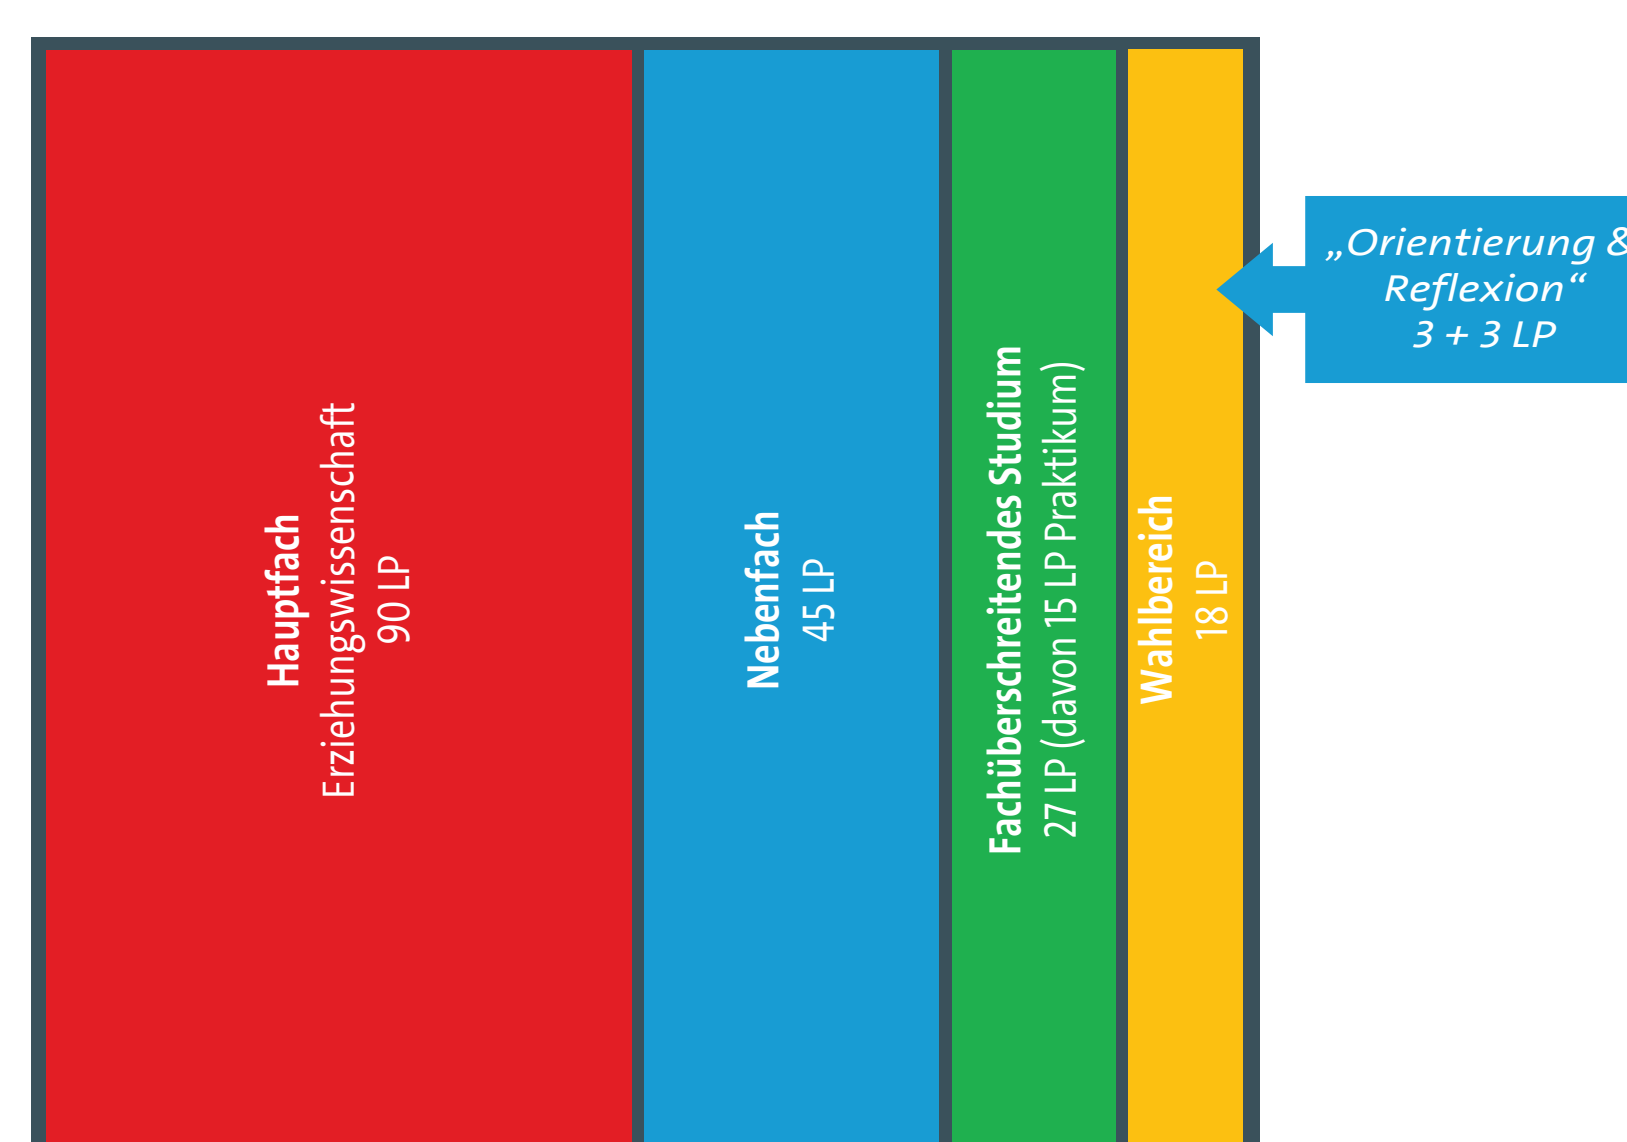 Hauptfach
Erziehungswissenschaft
90 LP
Nebenfach
45 LP
Fachüberschreitendes Studium
27 LP (davon 15 LP Praktikum)
Wahlbereich
18 LP
„Orientierung &
Reflexion“
3 + 3 LP